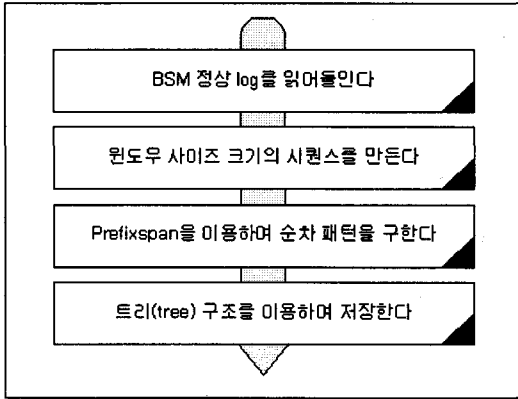 BSM 정상 log를 읽어들인다
윈도우 사이즈 크기의 시퀀스를 만든다
Prefixspan을 이용하며 순차 패턴을 구한다
트리(tree) 구조를 이용하며 저장한다